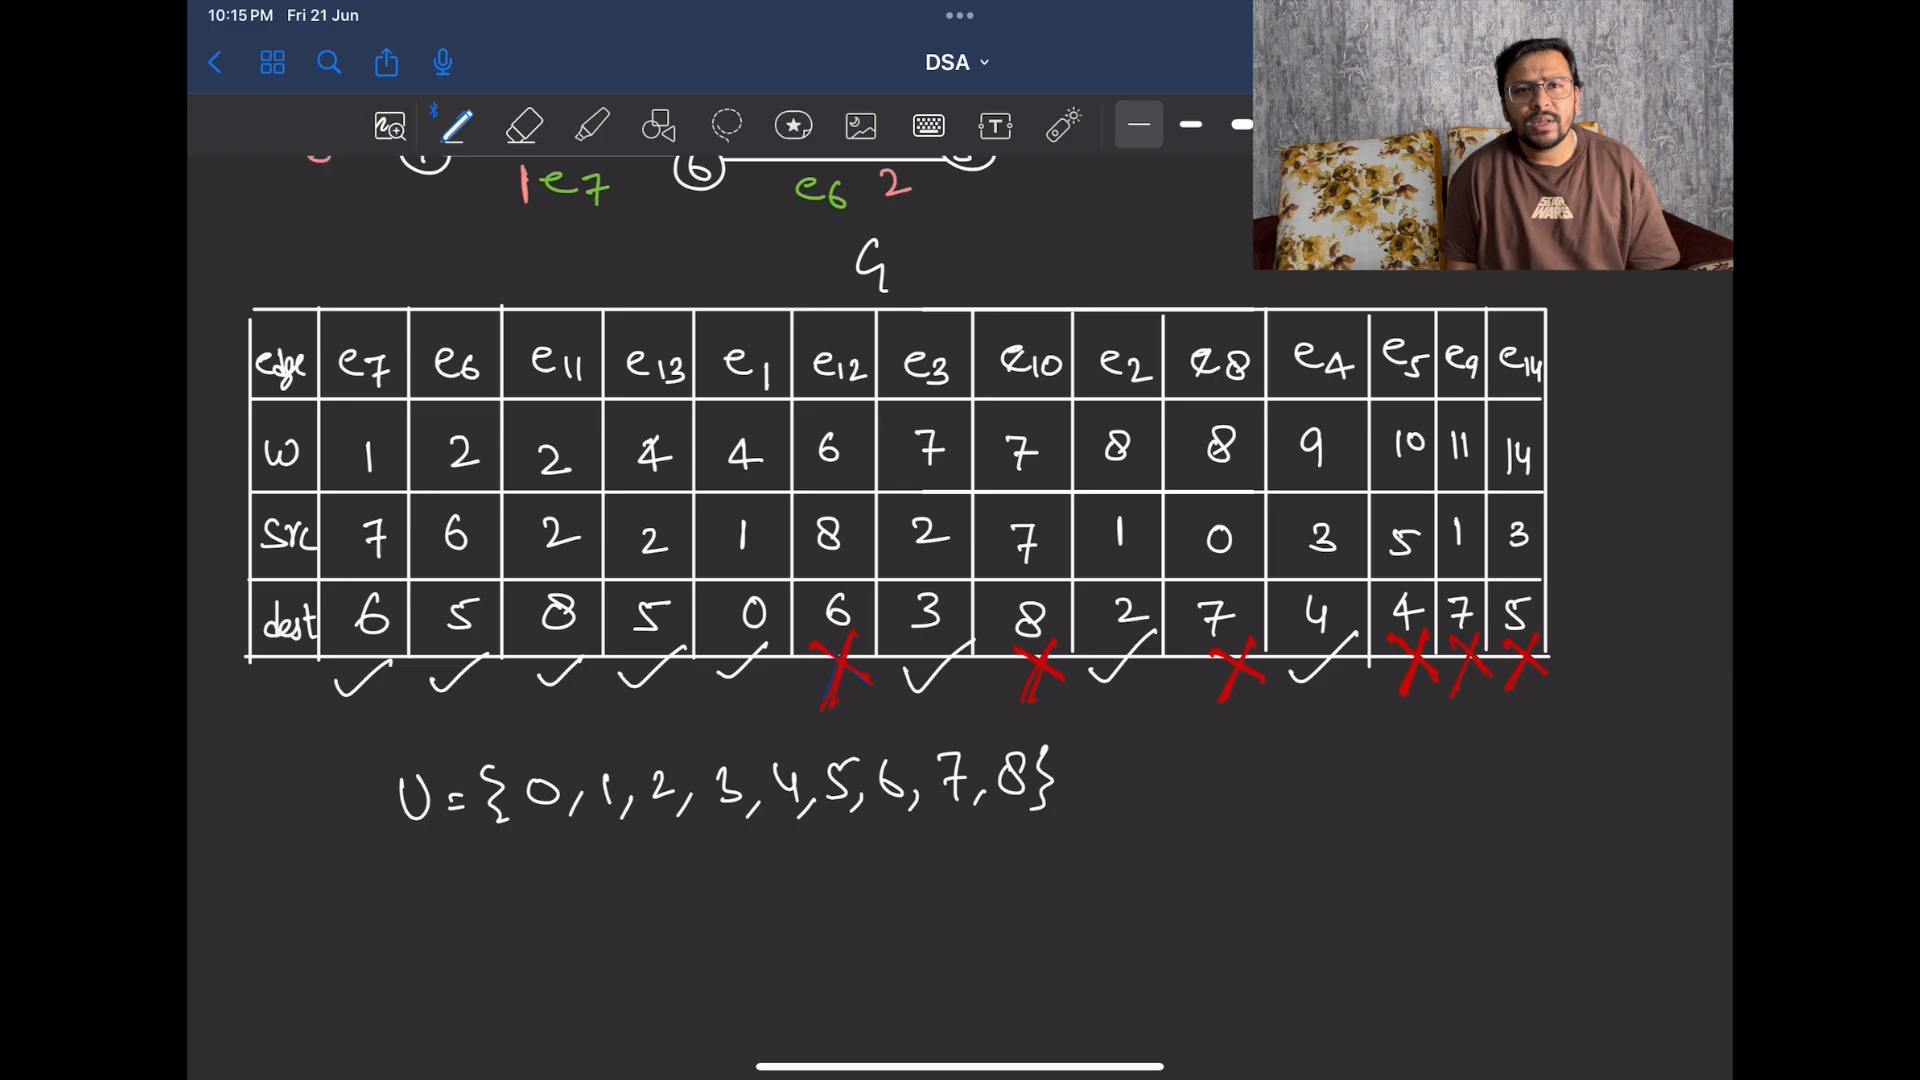 10:15 PM Fri 21 Jun
DSA
T
STAR WARS
6
1 e7 e6 2
G
edge e7 e6 e11 e13 e1 e12 e3 e10 e2 e8 e4 e5 e9 e14
W 1 2 2 4 4 6 7 7 8 8 9 10 11 14
Src 7 6 2 2 1 8 2 7 1 0 3 5 1 3
dest 6 5 8 5 0 6 3 8 2 7 4 4 7 5
U = {0, 1, 2, 3, 4, 5, 6, 7, 8}